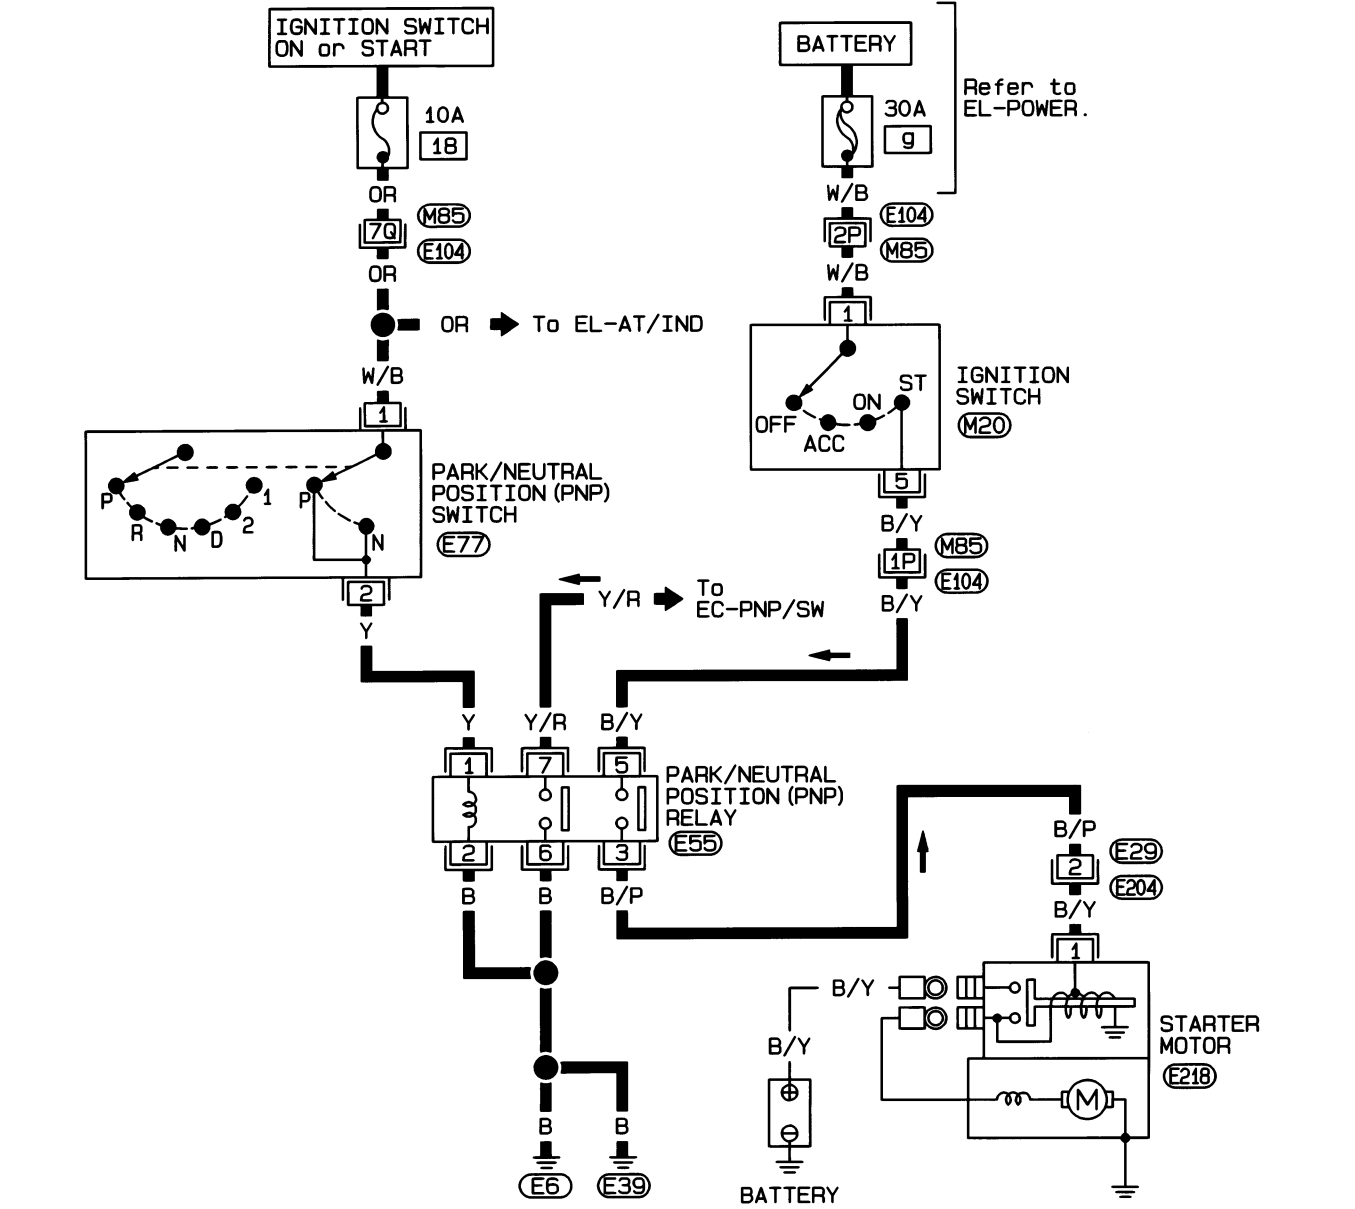 IGNITION SWITCH
ON or START
BATTERY
Refer to
EL-POWER.
10A
18
30A
g
OR
W/B
7Q
M85
E104
2P
E104
M85
OR
W/B
1
OR
To EL-AT/IND
W/B
1
OFF
ACC
ON
ST
IGNITION
SWITCH
M20
P
R
N
D
2
1
P
N
PARK/NEUTRAL
POSITION (PNP)
SWITCH
E77
5
B/Y
1P
M85
E104
B/Y
2
Y
Y/R
To
EC-PNP/SW
Y
Y/R
B/Y
1
7
5
PARK/NEUTRAL
POSITION (PNP)
RELAY
E55
2
6
3
B
B
B/P
B/P
2
E29
E204
B/Y
1
B/Y
B/Y
STARTER
MOTOR
E218
M
B
B
E6
E39
BATTERY